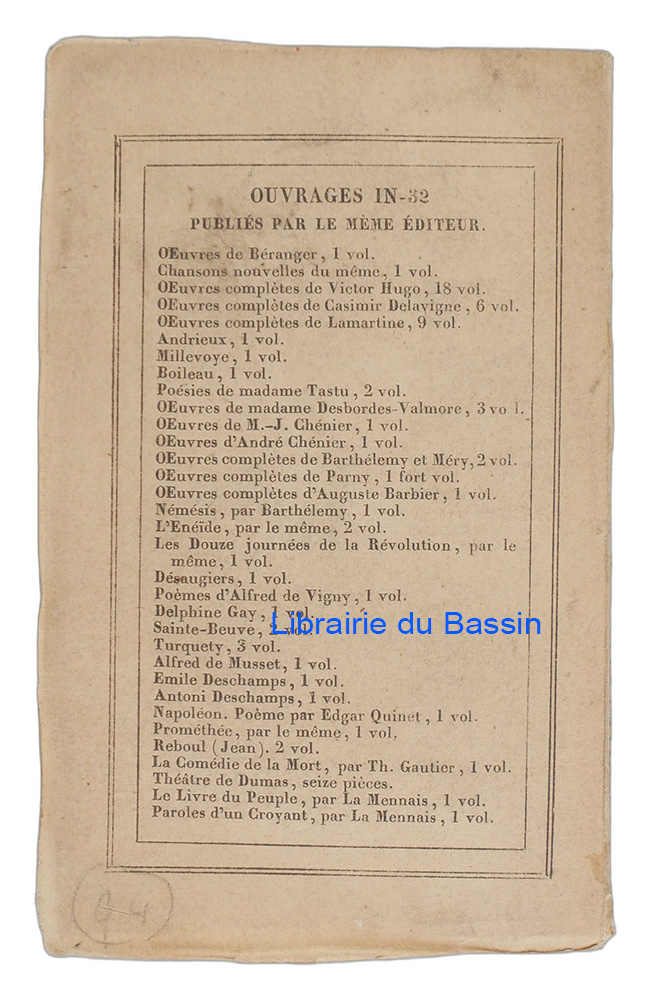 OUVRAGES IN-32
PUBLIÉS PAR LE MÊME ÉDITEUR.
OEuvres de Béranger, 1 vol.
Chansons nouvelles du même, 1 vol.
OEuvres complètes de Victor Hugo, 18 vol.
OEuvres complètes de Casimir Delavigne, 6 vol.
OEuvres complètes de Lamartine, 9 vol.
Andrieux, 1 vol.
Millevoye, 1 vol.
Boileau, 1 vol.
Poésies de madame Tastu, 2 vol.
OEuvres de madame Desbordes-Valmore, 3 vol.
OEuvres de M.-J. Chénier, 1 vol.
OEuvres d'André Chénier, 1 vol.
OEuvres complètes de Barthélemy et Méry, 2 vol.
OEuvres complètes de Parny, 1 fort vol.
OEuvres complètes d'Auguste Barbier, 1 vol.
Némésis, par Barthélemy, 1 vol.
L'Enéïde, par le même, 2 vol.
Les Douze journées de la Révolution, par le
même, 1 vol.
Désaugiers, 1 vol.
Poèmes d'Alfred de Vigny, 1 vol.
Delphine Gay, 1 vol.
Sainte-Beuve, 2 vol.
Librairie du Bassin
Turquety, 3 vol.
Alfred de Musset, 1 vol.
Emile Deschamps, 1 vol.
Antoni Deschamps, 1 vol.
Napoléon. Poème par Edgar Quinet, 1 vol.
Prométhée, par le même, 1 vol.
Reboul (Jean). 2 vol.
La Comédie de la Mort, par Th. Gautier, 1 vol.
Théâtre de Dumas, seize pièces.
Le Livre du Peuple, par La Mennais, 1 vol.
Paroles d'un Croyant, par La Mennais, 1 vol.